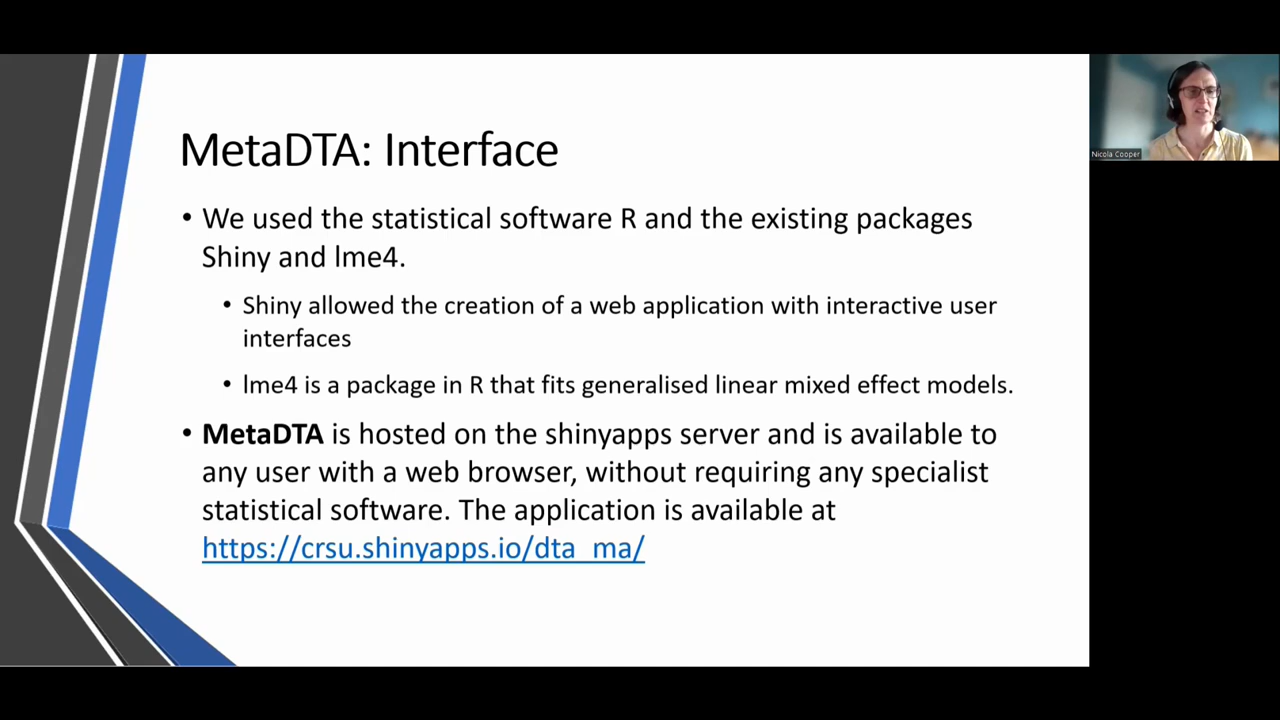 MetaDTA: Interface
• We used the statistical software R and the existing packages
Shiny and lme4.
• Shiny allowed the creation of a web application with interactive user
interfaces
• lme4 is a package in R that fits generalised linear mixed effect models.
• MetaDTA is hosted on the shinyapps server and is available to
any user with a web browser, without requiring any specialist
statistical software. The application is available at
https://crsu.shinyapps.io/dta_ma/
Nicola Cooper